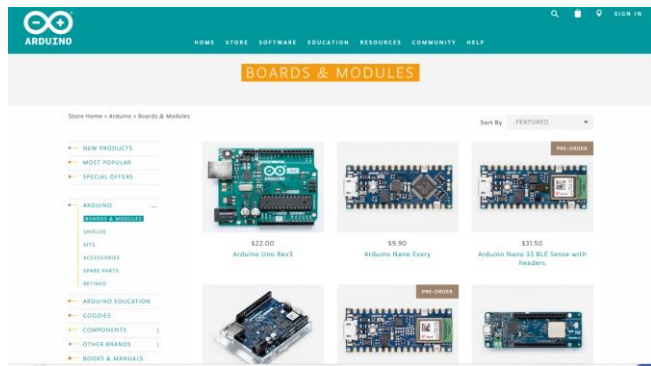 SIGN IN
ARDUINO
HOME STORE SOFTWARE EDUCATION RESOURCES COMMUNITY HELP
BOARDS & MODULES
Store Home > Arduino > Boards & Modules
Sort By FEATURED
NEW PRODUCTS
MOST POPULAR
SPECIAL OFFERS
ARDUINO
BOARDS & MODULES
SHIELDS
KITS
ACCESSORIES
SPARE PARTS
RETIRED
ARDUINO EDUCATION
GOODIES
COMPONENTS
OTHER BRANDS
BOOKS & MANUALS
PRE-ORDER
$22.00
Arduino Uno Rev3
$9.90
Arduino Nano Every
$31.50
Arduino Nano 33 BLE Sense with
headers
PRE-ORDER